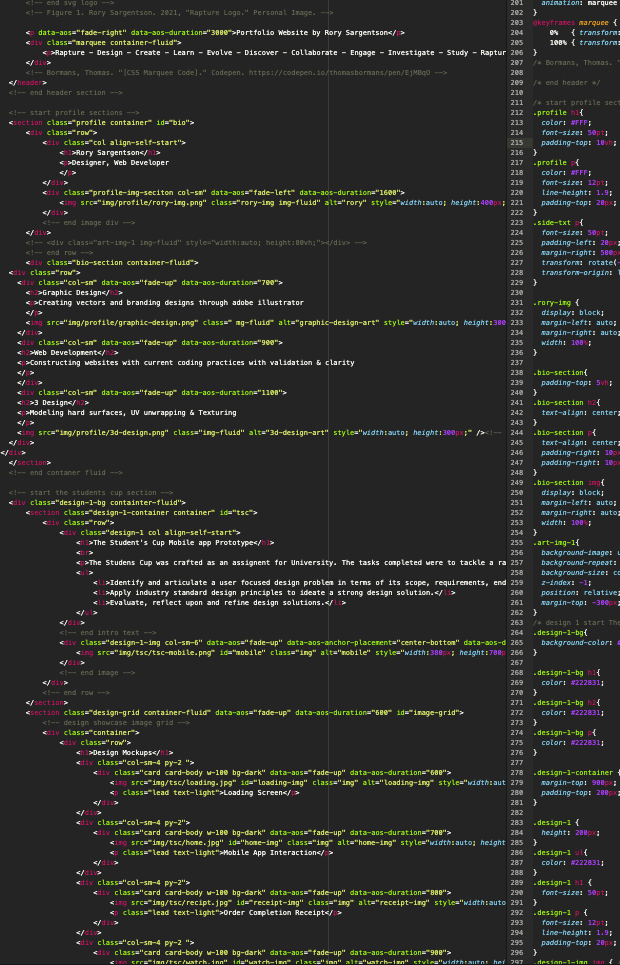 <!-- end svg logo -->
<!-- Figure 1. Rory Sargentson. 2021, "Rapture Logo." Personal Image. -->
<p data-aos="fade-right" data-aos-duration="3000">Portfolio Website by Rory Sargentson</p>
<div class="marquee container-fluid">
<p>Rapture – Design – Create – Learn – Evolve – Discover – Collaborate – Engage – Investigate – Study – Raptur
</div>
<!-- Bormans, Thomas. "[CSS Marquee Code]." Codepen. https://codepen.io/thomasbormans/pen/EjMBqO -->
</header>
<!-- end header section -->
<!-- start profile sections -->
<section class="profile container" id="bio">
<div class="row">
<div class="col align-self-start">
<h1>Rory Sargentson</h1>
<p>Designer, Web Developer
</p>
</div>
<div class="profile-img-seciton col-sm" data-aos="fade-left" data-aos-duration="1600">
<img src="img/profile/rory-img.png" class="rory-img img-fluid" alt="rory" style="width:auto; height:400px;
</div>
<!-- end image div -->
</div>
<!-- <div class="art-img-1 img-fluid" style="width:auto; height:80vh;"></div> -->
<!-- end row -->
<div class="bio-section container-fluid">
<div class="row">
<div class="col-sm" data-aos="fade-up" data-aos-duration="700">
<h2>Graphic Design</h2>
<p>Creating vectors and branding designs through adobe illustrator
</p>
<img src="img/profile/graphic-design.png" class=" mg-fluid" alt="graphic-design-art" style="width:auto; height:300
</div>
<div class="col-sm" data-aos="fade-up" data-aos-duration="900">
<h2>Web Development</h2>
<p>Constructing websites with current coding practices with validation & clarity
</p>
</div>
<div class="col-sm" data-aos="fade-up" data-aos-duration="1100">
<h2>3 Design</h2>
<p>Modeling hard surfaces, UV unwrapping & Texturing
</p>
<img src="img/profile/3d-design.png" class="img-fluid" alt="3d-design-art" style="width:auto; height:300px;" /><!--
</div>
</div>
</section>
<!-- end contaner fluid -->
<!-- start the students cup section -->
<div class="design-1-bg containter-fluid">
<section class="design-1-container container" id="tsc">
<div class="row">
<div class="design-1 col align-self-start">
<h1>The Student's Cup Mobile app Prototype</h1>
<br>
<p>The Studens Cup was crafted as an assignent for University. The tasks completed were to tackle a ra
<ul>
<li>Identify and articulate a user focused design problem in terms of its scope, requirements, end
<li>Apply industry standard design principles to ideate a strong design solution.</li>
<li>Evaluate, reflect upon and refine design solutions.</li>
</ul>
</div>
<!-- end intro text -->
<div class="design-1-img col-sm-6" data-aos="fade-up" data-aos-anchor-placement="center-bottom" data-aos-d
<img src="img/tsc/tsc-mobile.png" id="mobile" class="img" alt="mobile" style="width:380px; height:700p
</div>
<!-- end image -->
</div>
<!-- end row -->
</section>
<section class="design-grid container-fluid" data-aos="fade-up" data-aos-duration="600" id="image-grid">
<!-- design showcase image grid -->
<div class="container">
<div class="row">
<h1>Design Mockups</h1>
<div class="col-sm-4 py-2 ">
<div class="card card-body w-100 bg-dark" data-aos="fade-up" data-aos-duration="600">
<img src="img/tsc/loading.jpg" id="loading-img" class="img" alt="loading-img" style="width:aut
<p class="lead text-light">Loading Screen</p>
</div>
</div>
<div class="col-sm-4 py-2 ">
<div class="card card-body w-100 bg-dark" data-aos="fade-up" data-aos-duration="700">
<img src="img/tsc/home.jpg" id="home-img" class="img" alt="home-img" style="width:auto; height
<p class="lead text-light">Mobile App Interaction</p>
</div>
</div>
<div class="col-sm-4 py-2 ">
<div class="card card-body w-100 bg-dark" data-aos="fade-up" data-aos-duration="800">
<img src="img/tsc/recipt.jpg" id="receipt-img" class="img" alt="receipt-img" style="width:auto
<p class="lead text-light">Order Completion Receipt</p>
</div>
</div>
<div class="col-sm-4 py-2 ">
<div class="card card-body w-100 bg-dark" data-aos="fade-up" data-aos-duration="900">
<img src="img/tsc/watch.jpg" id="watch-img" class="img" alt="watch-img" style="width:auto; hei
201 animation: marquee
202 }
203 @keyframes marquee {
204 0% { transform:
205 100% { transform:
206 }
207 /* Bormans, Thomas. "
208
209 /* end header */
210
211 /* start profile sect
212 .profile h1{
213 color: #FFF;
214 font-size: 50pt;
215 padding-top: 10vh;
216 }
217 .profile p{
218 color: #FFF;
219 font-size: 12pt;
220 line-height: 1.9;
221 padding-top: 20px;
222 }
223 .side-txt p{
224 font-size: 50pt;
225 padding-left: 20px;
226 margin-right: 500px
227 transform: rotate(-
228 transform-origin: l
229 }
230
231 .rory-img {
232 display: block;
233 margin-left: auto;
234 margin-right: auto;
235 width: 100%;
236 }
237
238 .bio-section{
239 padding-top: 5vh;
240 }
241 .bio-section h2{
242 text-align: center;
243 }
244 .bio-section p{
245 text-align: center;
246 padding-right: 10px
247 padding-right: 10px
248 }
249 .bio-section img{
250 display: block;
251 margin-left: auto;
252 margin-right: auto;
253 width: 100%;
254 }
255 .art-img-1{
256 background-image: u
257 background-repeat:
258 background-size: co
259 z-index: -1;
260 position: relative;
261 margin-top: -300px;
262 }
263 /* design 1 start The
264 .design-1-bg{
265 background-color: #
266 }
267
268 .design-1-bg h1{
269 color: #222831;
270 }
271 .design-1-bg h2{
272 color: #222831;
273 }
274 .design-1-bg p{
275 color: #222831;
276 }
277
278 .design-1-container {
279 margin-top: 900px;
280 padding-top: 200px;
281 }
282
283 .design-1 {
284 height: 200px;
285 }
286 .design-1 ul{
287 color: #222831;
288 }
289 .design-1 h1 {
290 font-size: 50pt;
291 }
292 .design-1 p {
293 font-size: 12pt;
294 line-height: 1.9;
295 padding-top: 20px;
296 }
297 .design-1-img img {